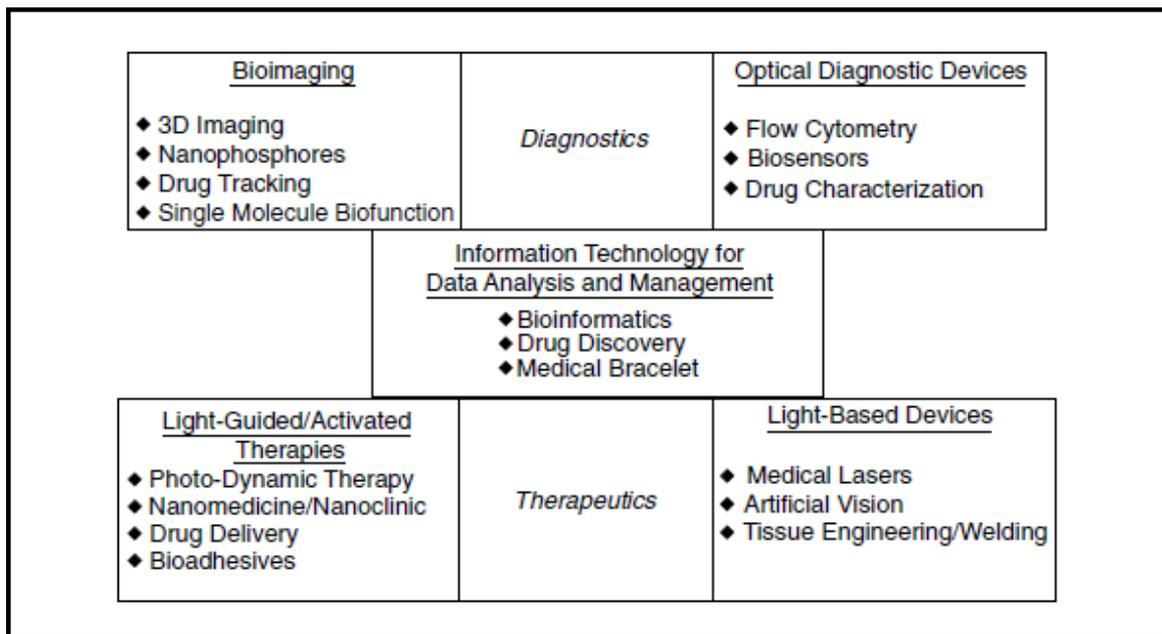 Bioimaging
◆ 3D Imaging
◆ Nanophosphores
◆ Drug Tracking
◆ Single Molecule Biofunction
Diagnostics
Optical Diagnostic Devices
◆ Flow Cytometry
◆ Biosensors
◆ Drug Characterization
Information Technology for
Data Analysis and Management
◆ Bioinformatics
◆ Drug Discovery
◆ Medical Bracelet
Light-Guided/Activated
Therapies
◆ Photo-Dynamic Therapy
◆ Nanomedicine/Nanoclinic
◆ Drug Delivery
◆ Bioadhesives
Therapeutics
Light-Based Devices
◆ Medical Lasers
◆ Artificial Vision
◆ Tissue Engineering/Welding